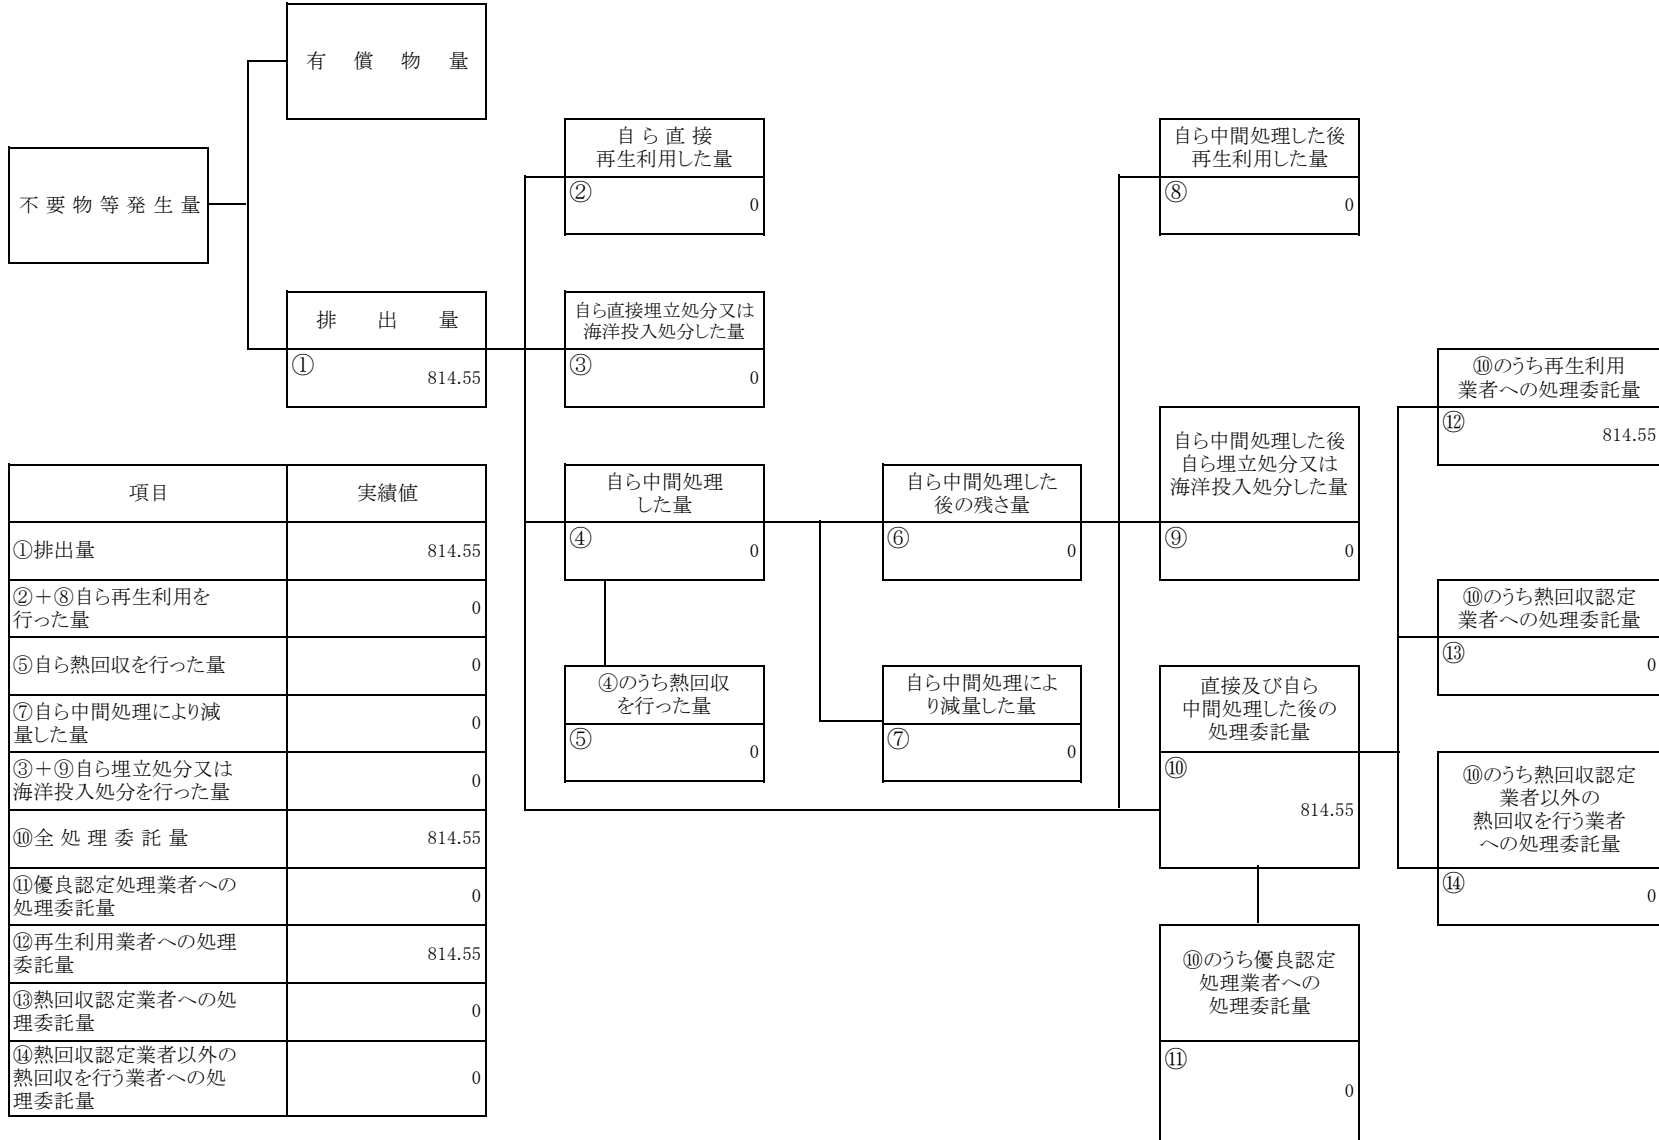 有償物量
不要物等発生量
排出量
①
814.55
自ら直接
再生利用した量
②
0
自ら直接埋立処分又は
海洋投入処分した量
③
0
自ら中間処理
した量
④
0
④のうち熱回収
を行った量
⑤
0
自ら中間処理した
後の残さ量
⑥
0
自ら中間処理によ
り減量した量
⑦
0
自ら中間処理した後
再生利用した量
⑧
0
自ら中間処理した後
自ら埋立処分又は
海洋投入処分した量
⑨
0
直接及び自ら
中間処理した後の
処理委託量
⑩
814.55
⑩のうち優良認定
処理業者への
処理委託量
⑪
0
⑩のうち再生利用
業者への処理委託量
⑫
814.55
⑩のうち熱回収認定
業者への処理委託量
⑬
0
⑩のうち熱回収認定
業者以外の
熱回収を行う業者
への処理委託量
⑭
0
項目 実績値
①排出量 814.55
②＋⑧自ら再生利用を
行った量 0
⑤自ら熱回収を行った量 0
⑦自ら中間処理により減
量した量 0
③＋⑨自ら埋立処分又は
海洋投入処分を行った量 0
⑩全処理委託量 814.55
⑪優良認定処理業者への
処理委託量 0
⑫再生利用業者への処理
委託量 814.55
⑬熱回収認定業者への処
理委託量 0
⑭熱回収認定業者以外の
熱回収を行う業者への処
理委託量 0